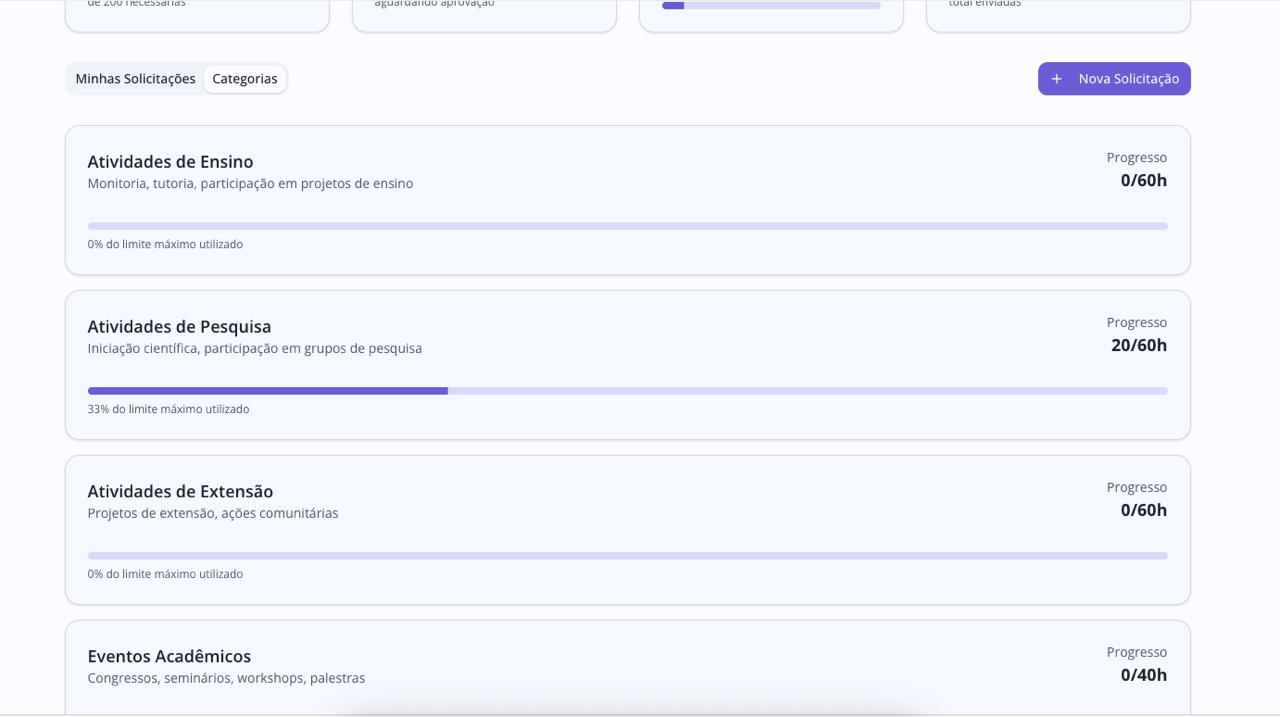 de 200 necessárias
aguardando aprovação
total enviadas
Minhas Solicitações
Categorias
+ Nova Solicitação
Atividades de Ensino
Monitoria, tutoria, participação em projetos de ensino
Progresso
0/60h
0% do limite máximo utilizado
Atividades de Pesquisa
Iniciação científica, participação em grupos de pesquisa
Progresso
20/60h
33% do limite máximo utilizado
Atividades de Extensão
Projetos de extensão, ações comunitárias
Progresso
0/60h
0% do limite máximo utilizado
Eventos Acadêmicos
Congressos, seminários, workshops, palestras
Progresso
0/40h